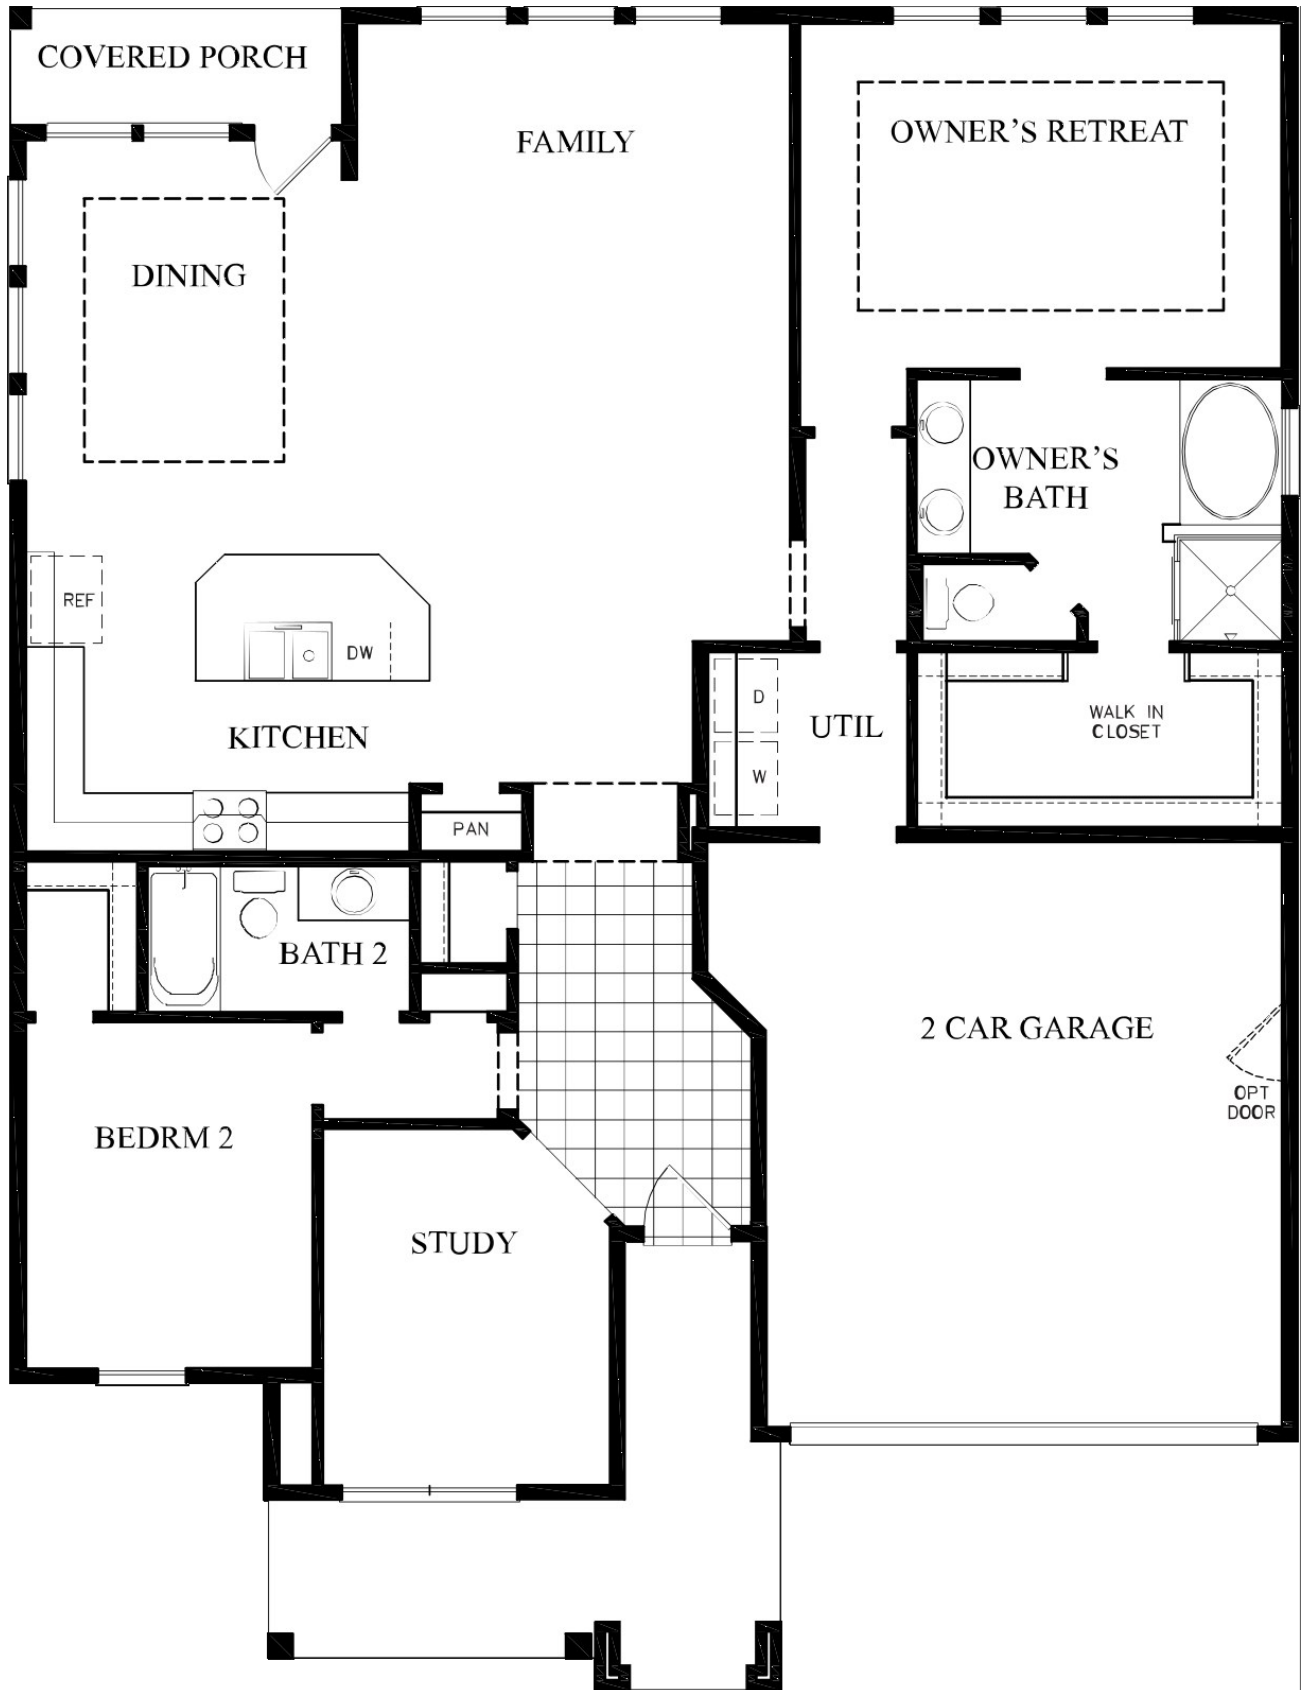 COVERED PORCH
FAMILY
OWNER'S RETREAT
DINING
OWNER'S
BATH
REF
DW
KITCHEN
D
W
UTIL
WALK IN
CLOSET
PAN
BATH 2
2 CAR GARAGE
OPT
DOOR
BEDRM 2
STUDY